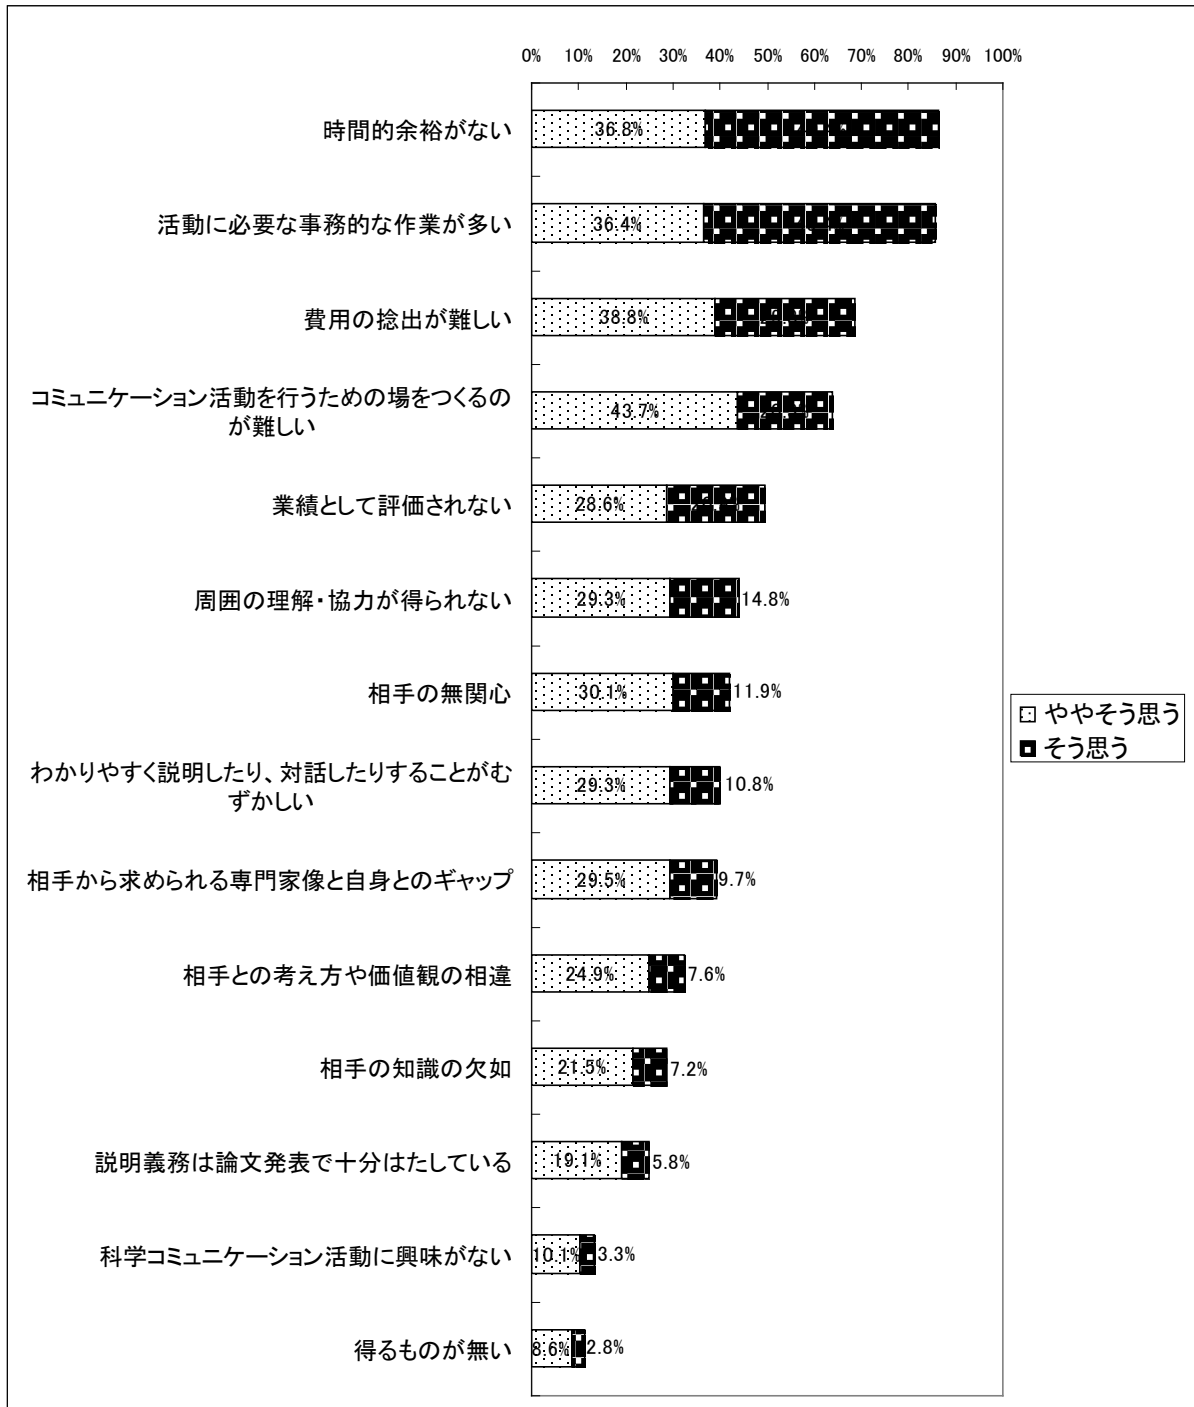 0% 10% 20% 30% 40% 50% 60% 70% 80% 90% 100%
時間的余裕がない
36.8%
活動に必要な事務的な作業が多い
36.4%
費用の捻出が難しい
38.8%
コミュニケーション活動を行うための場をつくるの
が難しい
43.7%
業績として評価されない
28.6%
周囲の理解・協力が得られない
29.3% 14.8%
相手の無関心
30.1% 11.9%
わかりやすく説明したり、対話したりすることがむ
ずかしい
29.3% 10.8%
相手から求められる専門家像と自身とのギャップ
29.5% 9.7%
相手との考え方や価値観の相違
24.9% 7.6%
相手の知識の欠如
21.5% 7.2%
説明義務は論文発表で十分はたしている
19.1% 5.8%
科学コミュニケーション活動に興味がない
10.1% 3.3%
得るものが無い
8.6% 2.8%
ややそう思う
そう思う